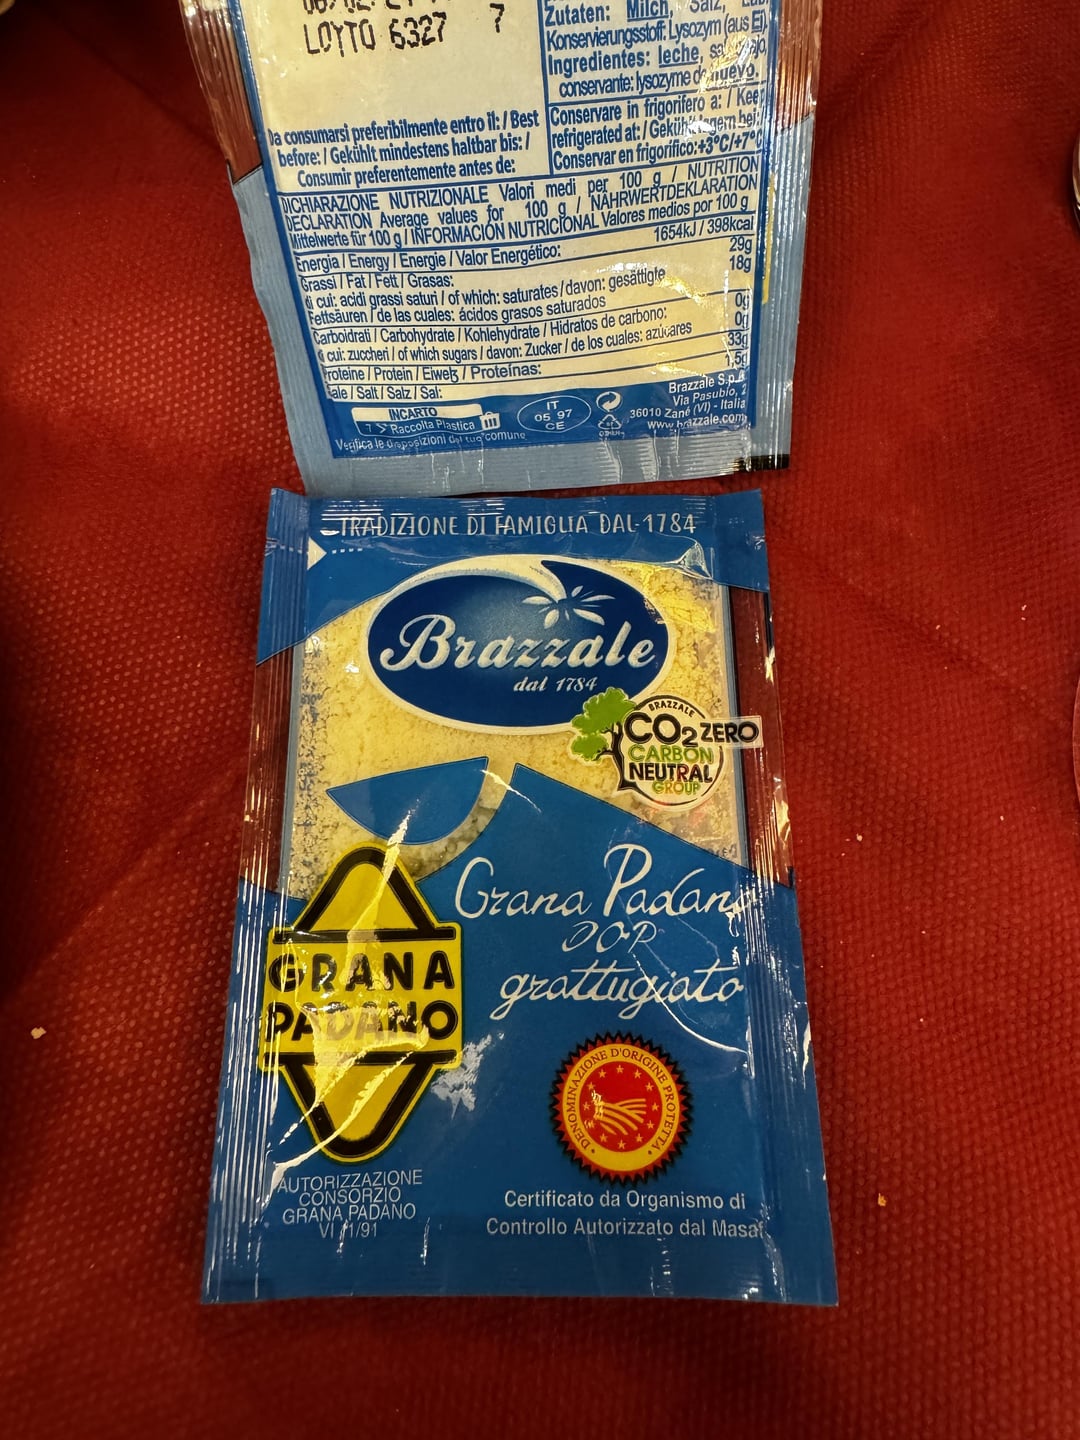 LOTTO 6327 7
Zutaten: Milch, Salz, Lab,
Konservierungsstoff: Lysozym (aus Ei).
Ingredientes: leche,
conservante: lysozyme de huevo.
Da consumarsi preferibilmente entro il: / Best
before: / Gekühlt mindestens haltbar bis: /
Consumir preferentemente antes de:
Conservare in frigorifero a: / Keep
refrigerated at: / Gekühlt lagern bei:
Conservar en frigorífico:+3°C/+7°C
DICHIARAZIONE NUTRIZIONALE Valori medi per 100 g / NUTRITION
DECLARATION Average values for 100 g / NÄHRWERTDEKLARATION
Mittelwerte für 100 g / INFORMACIÓN NUTRICIONAL Valores medios por 100 g
Energia / Energy / Energie / Valor Energético: 1654kJ / 398kcal
Grassi / Fat / Fett / Grasas: 29g
di cui: acidi grassi saturi / of which: saturates / davon: gesättigte 18g
Fettsäuren / de las cuales: ácidos grasos saturados
Carboidrati / Carbohydrate / Kohlehydrate / Hidratos de carbono: 0g
di cui: zuccheri / of which sugars / davon: Zucker / de los cuales: azúcares 0g
Proteine / Protein / Eiweiß / Proteínas: 33g
Sale / Salt / Salz / Sal: 1,5g
INCARTO
7 > Raccolta Plastica
Verifica le disposizioni del tuo comune
IT
05 97
CE
Brazzale S.p.A.
Via Pasubio, 2
36010 Zanè (VI) - Italia
www.brazzale.com
TRADIZIONE DI FAMIGLIA DAL 1784
Brazzale
dal 1784
BRAZZALE
CO2 ZERO
CARBON
NEUTRAL
GROUP
Grana Padano
DOP
grattugiato
GRANA
PADANO
DENOMINAZIONE D'ORIGINE PROTETTA
AUTORIZZAZIONE
CONSORZIO
GRANA PADANO
VI /1/91
Certificato da Organismo di
Controllo Autorizzato dal Masaf